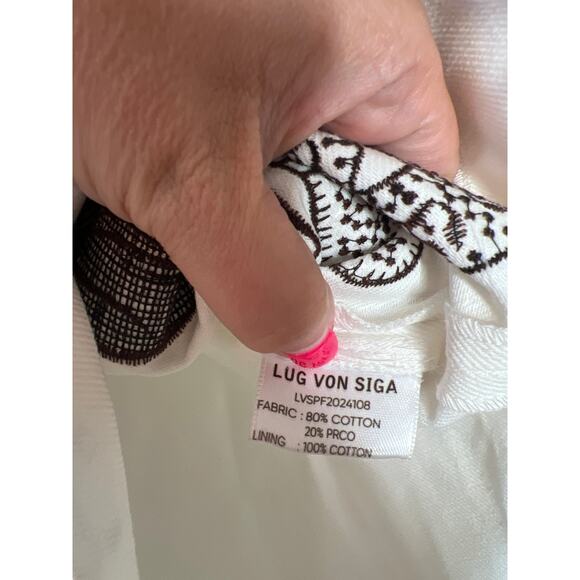 LUG VON SIGA
LVSPF2024108
FABRIC : 80% COTTON
20% PRCO
LINING : 100% COTTON